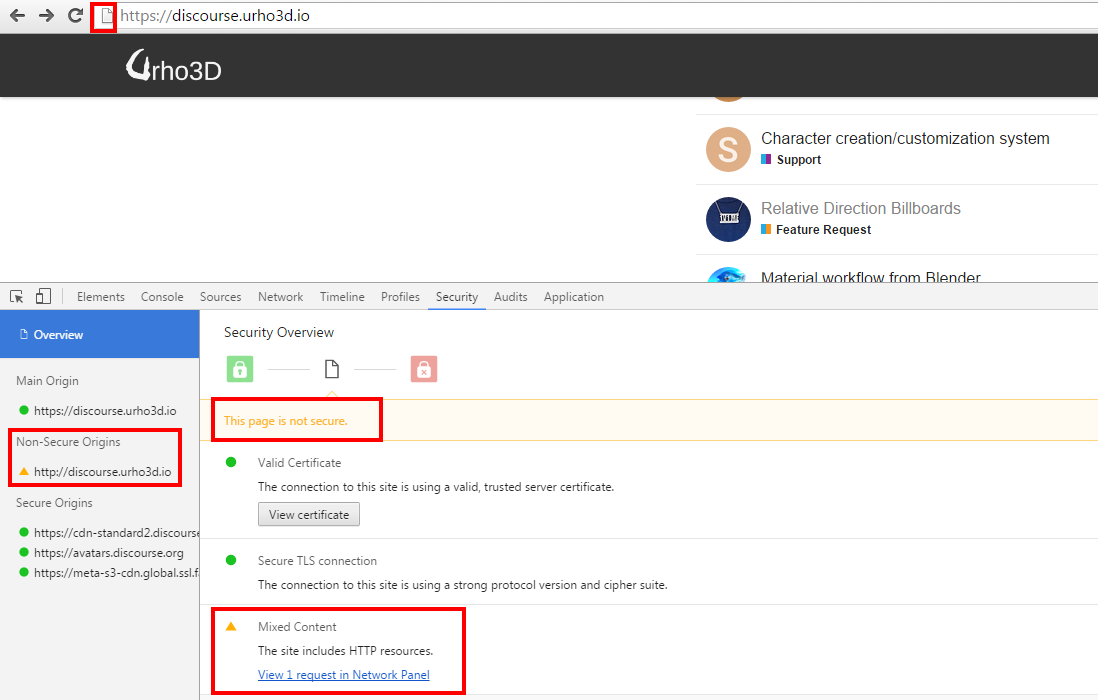 https://discourse.urho3d.io
Urho3D
S
Character creation/customization system
Support
Relative Direction Billboards
Feature Request
Material workflow from Blender
Elements Console Sources Network Timeline Profiles Security Audits Application
Overview
Main Origin
https://discourse.urho3d.io
Non-Secure Origins
http://discourse.urho3d.io
Secure Origins
https://cdn-standard2.discourse
https://avatars.discourse.org
https://meta-s3-cdn.global.ssl.f
Security Overview
This page is not secure.
Valid Certificate
The connection to this site is using a valid, trusted server certificate.
View certificate
Secure TLS connection
The connection to this site is using a strong protocol version and cipher suite.
Mixed Content
The site includes HTTP resources.
View 1 request in Network Panel